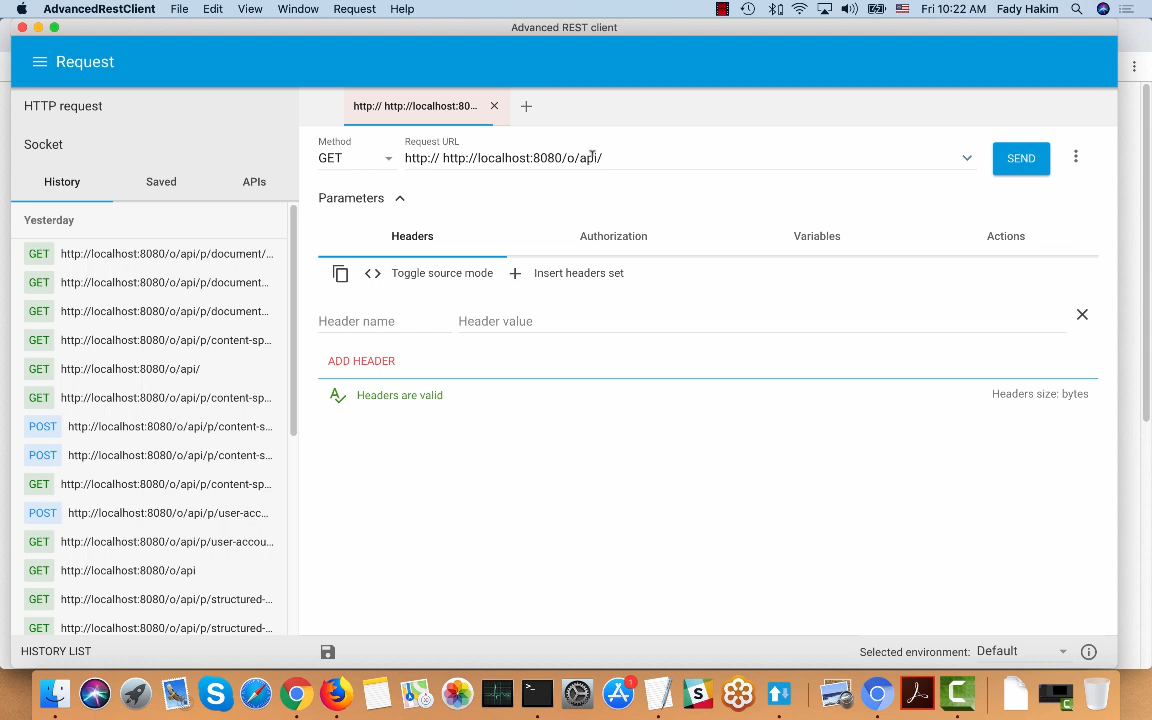 AdvancedRestClient File Edit View Window Request Help Fri 10:22 AM Fady Hakim
Advanced REST client
Request
HTTP request
Socket
History Saved APIs
Yesterday
GET http://localhost:8080/o/api/p/document/...
GET http://localhost:8080/o/api/p/document...
GET http://localhost:8080/o/api/p/document...
GET http://localhost:8080/o/api/p/content-sp...
GET http://localhost:8080/o/api/
GET http://localhost:8080/o/api/p/content-sp...
POST http://localhost:8080/o/api/p/content-s...
POST http://localhost:8080/o/api/p/content-s...
GET http://localhost:8080/o/api/p/content-sp...
POST http://localhost:8080/o/api/p/user-acc...
GET http://localhost:8080/o/api/p/user-accou...
GET http://localhost:8080/o/api
GET http://localhost:8080/o/api/p/structured-...
GET http://localhost:8080/o/api/p/structured-...
HISTORY LIST
http:// http://localhost:80...
Method Request URL
GET http:// http://localhost:8080/o/api/
SEND
Parameters
Headers Authorization Variables Actions
Toggle source mode Insert headers set
Header name Header value
ADD HEADER
Headers are valid Headers size: bytes
Selected environment: Default
1